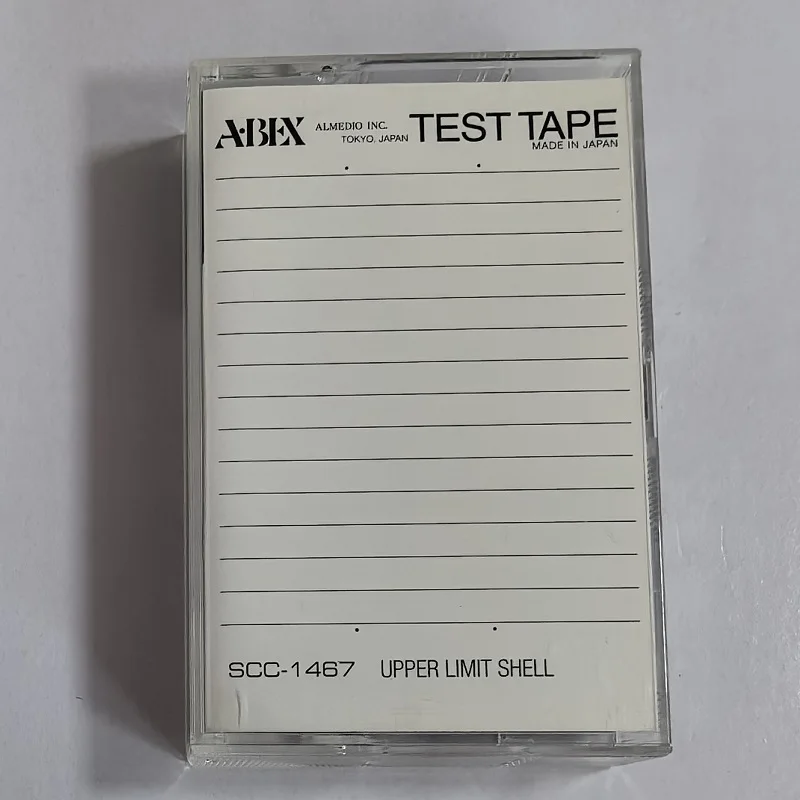 A·BEX ALMEDIO INC. TEST TAPE
TOKYO, JAPAN MADE IN JAPAN
SCC-1467 UPPER LIMIT SHELL